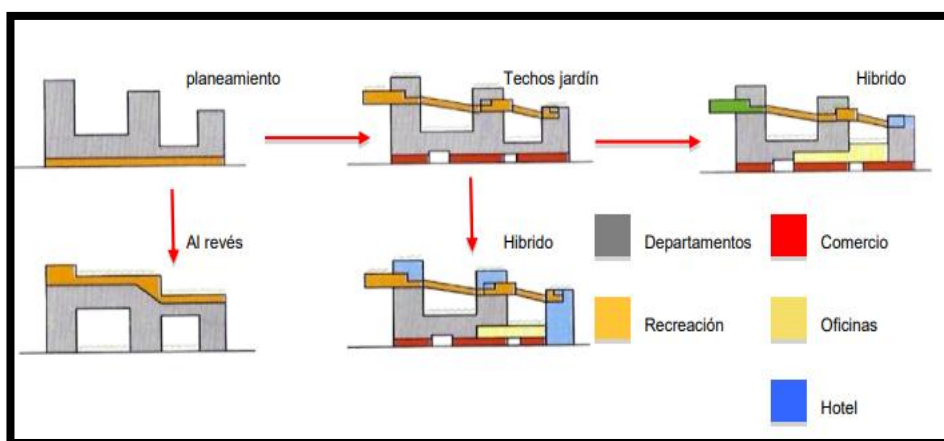 planeamiento
Techos jardín
Hibrido
Al revés
Hibrido
Departamentos
Comercio
Recreación
Oficinas
Hotel